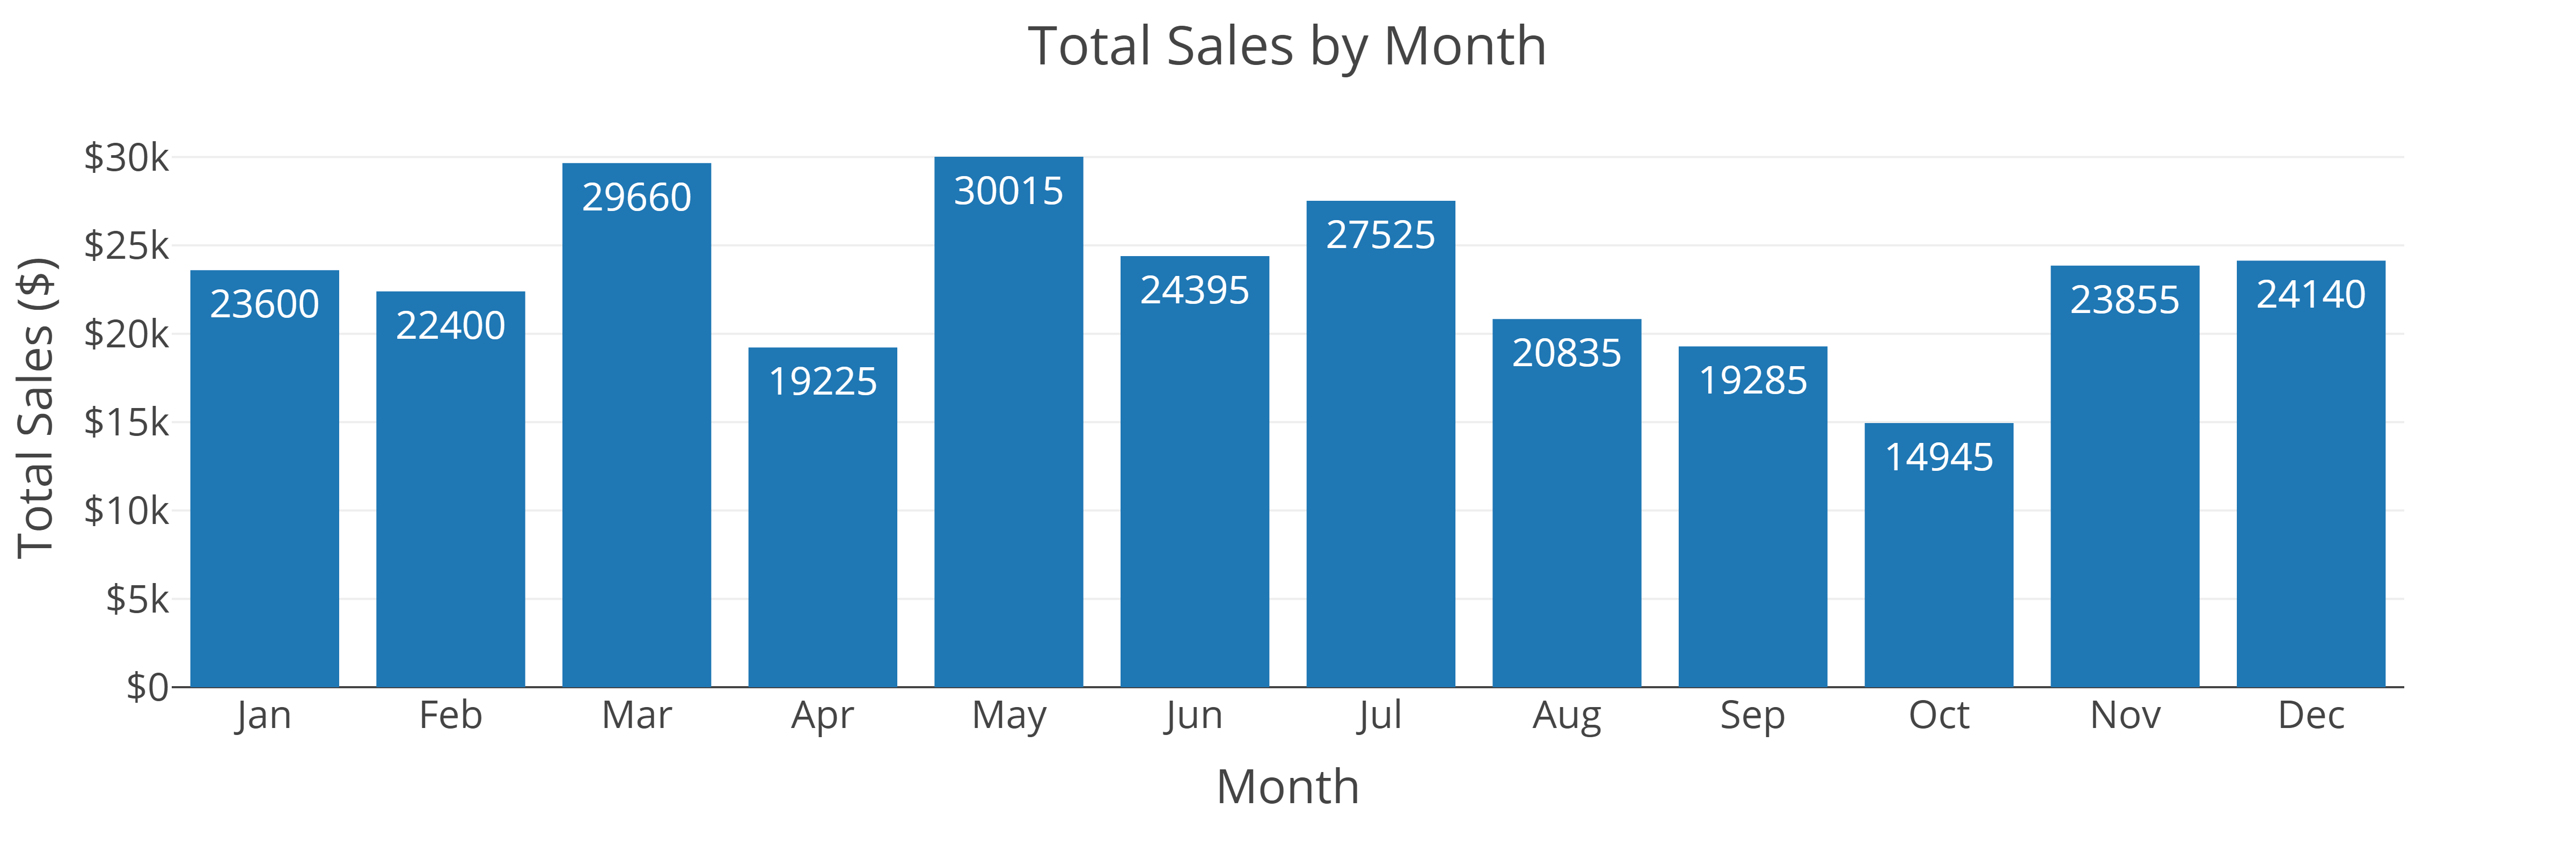 Total Sales by Month
Total Sales ($)
$30k
$25k
$20k
$15k
$10k
$5k
$0
23600
22400
29660
19225
30015
24395
27525
20835
19285
14945
23855
24140
Jan Feb Mar Apr May Jun Jul Aug Sep Oct Nov Dec
Month